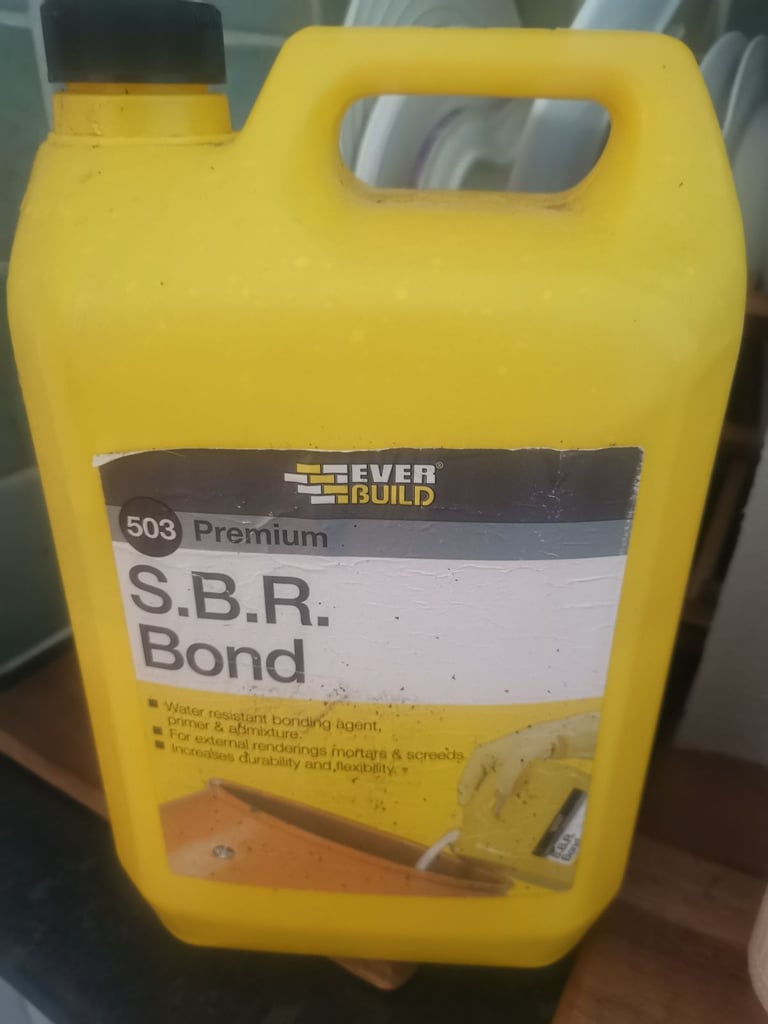 EVER
BUILD
503 Premium
S.B.R.
Bond
Water resistant bonding agent,
primer & admixture.
For external renderings mortars & screeds.
Increases durability and flexibility.
S.B.R.
Bond